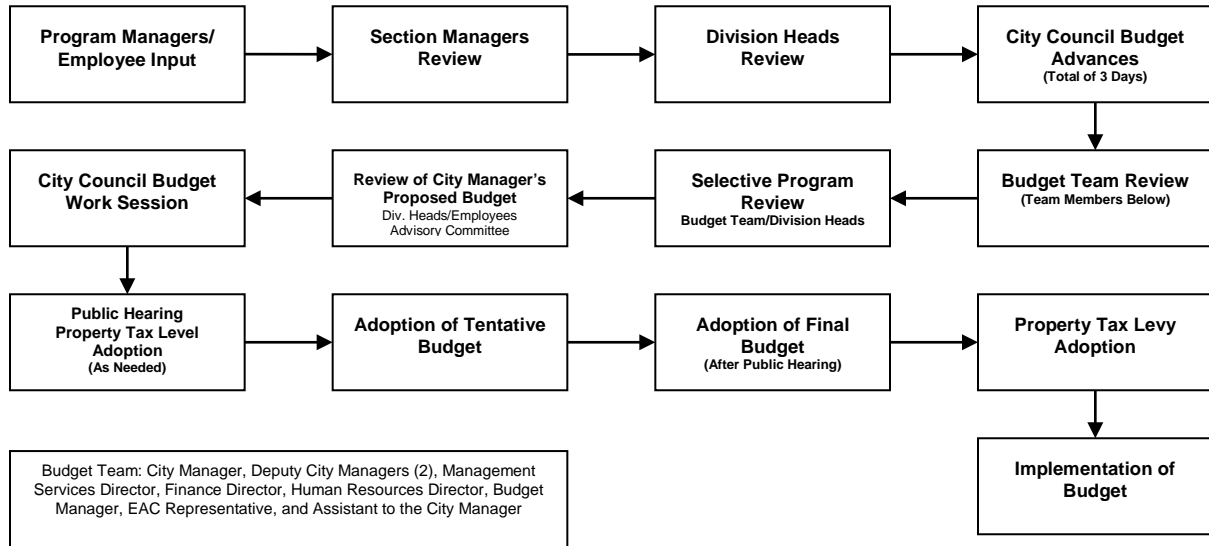 Program Managers/
Employee Input
Section Managers
Review
Division Heads
Review
City Council Budget
Advances
(Total of 3 Days)
City Council Budget
Work Session
Review of City Manager's
Proposed Budget
Div. Heads/Employees
Advisory Committee
Selective Program
Review
Budget Team/Division Heads
Budget Team Review
(Team Members Below)
Public Hearing
Property Tax Level
Adoption
(As Needed)
Adoption of Tentative
Budget
Adoption of Final
Budget
(After Public Hearing)
Property Tax Levy
Adoption
Budget Team: City Manager, Deputy City Managers (2), Management
Services Director, Finance Director, Human Resources Director, Budget
Manager, EAC Representative, and Assistant to the City Manager
Implementation of
Budget